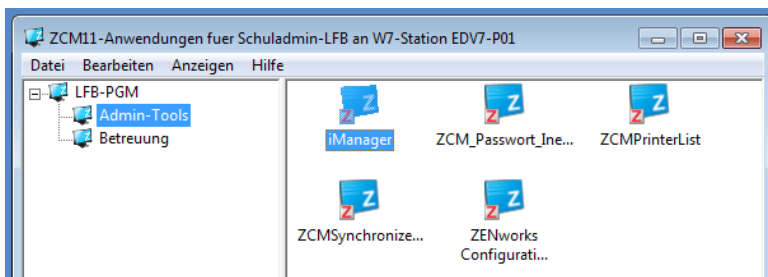 ZCM11-Anwendungen fuer Schuladmin-LFB an W7-Station EDV7-P01
Datei Bearbeiten Anzeigen Hilfe
LFB-PGM
Admin-Tools
Betreuung
iManager
ZCM_Passwort_Ine...
ZCMPrinterList
ZCMSynchronize...
ZENworks
Configurati...